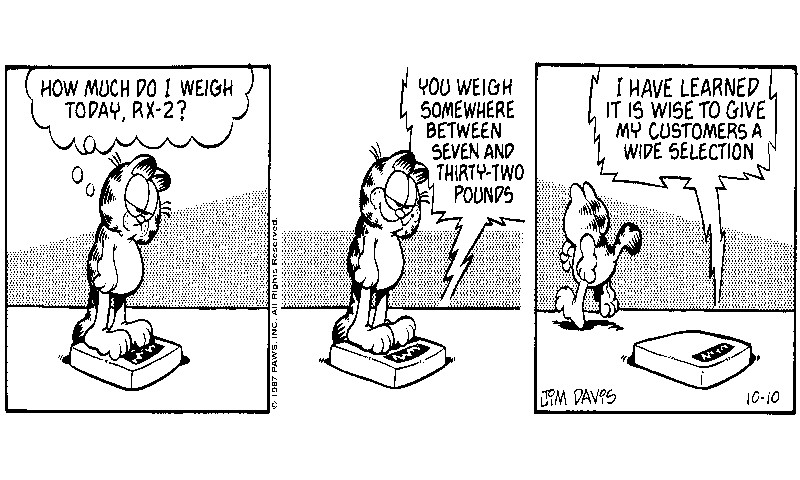 HOW MUCH DO I WEIGH
TODAY, RX-2?
© 1987 PAWS, INC. All Rights Reserved.
YOU WEIGH
SOMEWHERE
BETWEEN
SEVEN AND
THIRTY-TWO
POUNDS
I HAVE LEARNED
IT IS WISE TO GIVE
MY CUSTOMERS A
WIDE SELECTION
JIM DAVIS
10-10